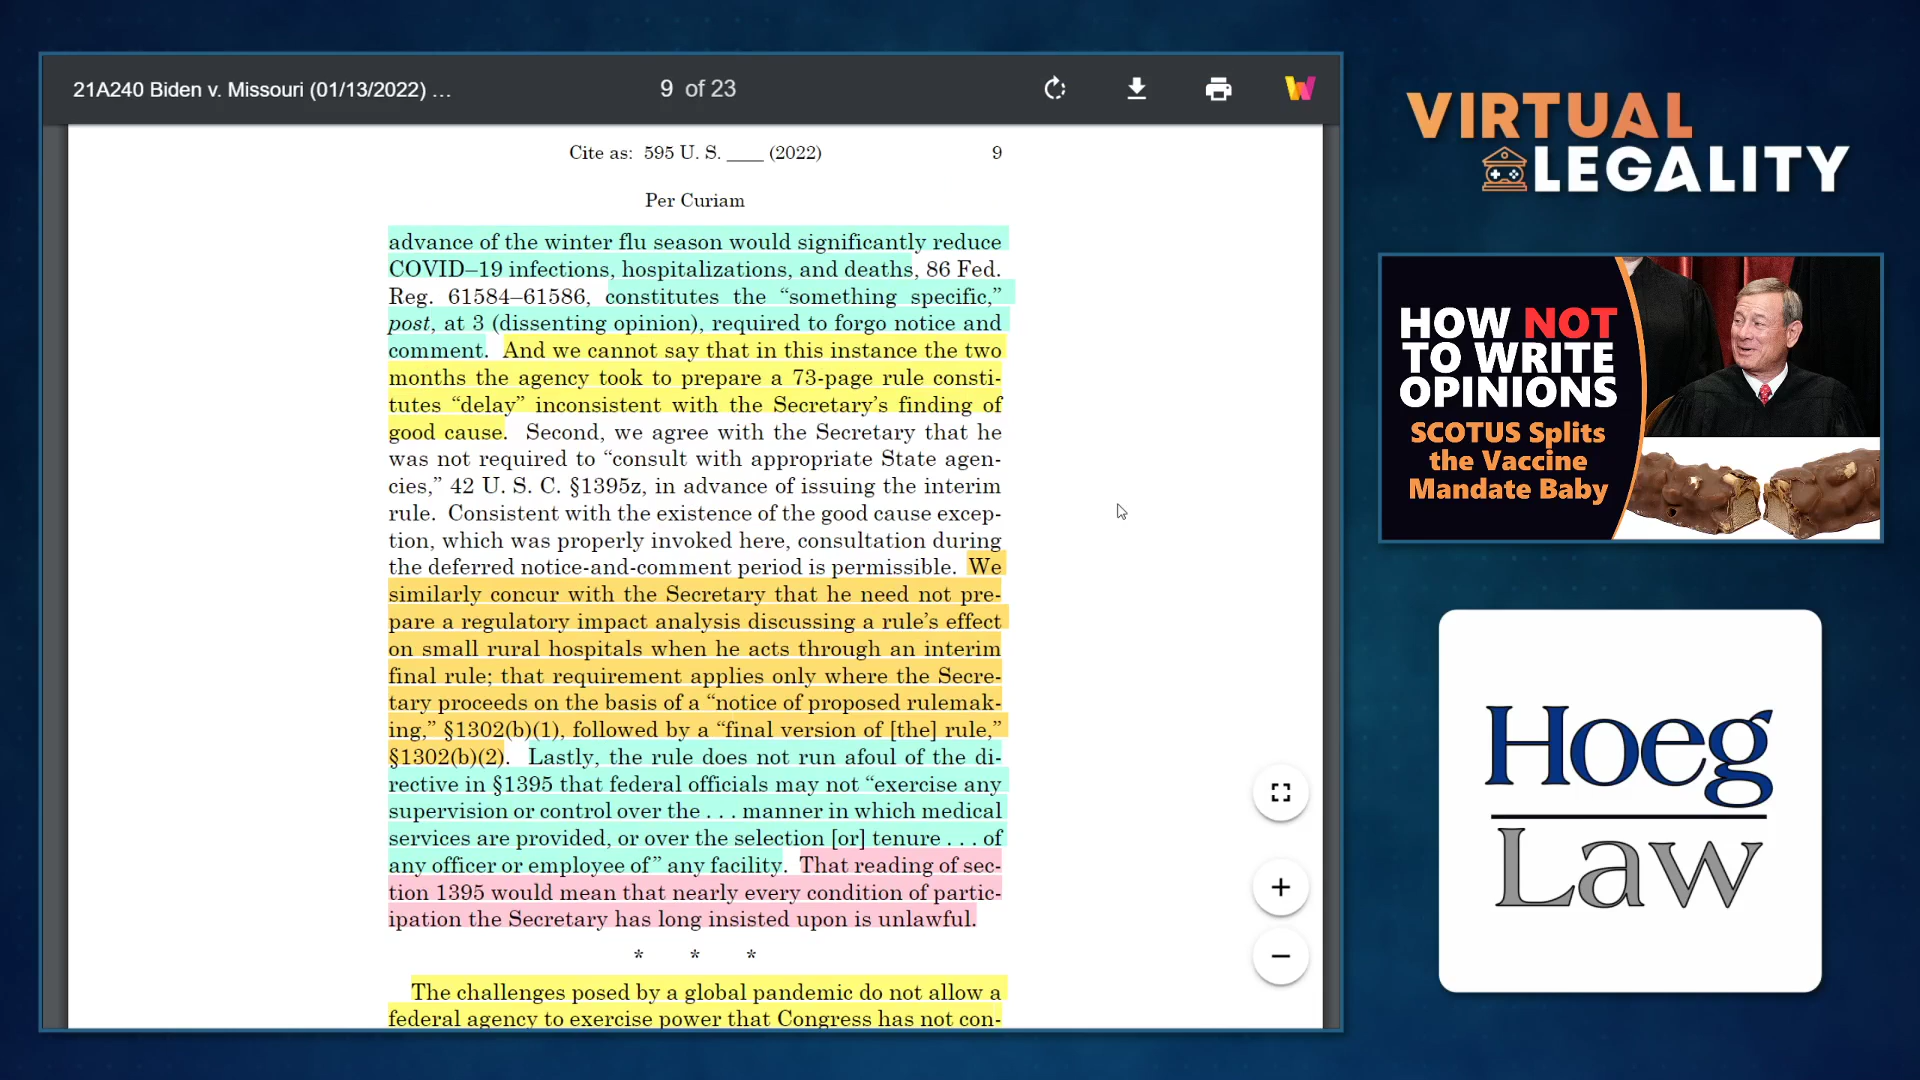 21A240 Biden v. Missouri (01/13/2022) ...
9 of 23
Cite as: 595 U. S. ____ (2022)
9
Per Curiam
advance of the winter flu season would significantly reduce
COVID–19 infections, hospitalizations, and deaths, 86 Fed.
Reg. 61584–61586, constitutes the “something specific,”
post, at 3 (dissenting opinion), required to forgo notice and
comment. And we cannot say that in this instance the two
months the agency took to prepare a 73-page rule consti-
tutes “delay” inconsistent with the Secretary’s finding of
good cause. Second, we agree with the Secretary that he
was not required to “consult with appropriate State agen-
cies,” 42 U. S. C. §1395z, in advance of issuing the interim
rule. Consistent with the existence of the good cause excep-
tion, which was properly invoked here, consultation during
the deferred notice-and-comment period is permissible. We
similarly concur with the Secretary that he need not pre-
pare a regulatory impact analysis discussing a rule’s effect
on small rural hospitals when he acts through an interim
final rule; that requirement applies only where the Secre-
tary proceeds on the basis of a “notice of proposed rulemak-
ing,” §1302(b)(1), followed by a “final version of [the] rule,”
§1302(b)(2). Lastly, the rule does not run afoul of the di-
rective in §1395 that federal officials may not “exercise any
supervision or control over the . . . manner in which medical
services are provided, or over the selection [or] tenure . . . of
any officer or employee of” any facility. That reading of sec-
tion 1395 would mean that nearly every condition of partic-
ipation the Secretary has long insisted upon is unlawful.
* * *
The challenges posed by a global pandemic do not allow a
federal agency to exercise power that Congress has not con-
VIRTUAL
LEGALITY
HOW NOT
TO WRITE
OPINIONS
SCOTUS Splits
the Vaccine
Mandate Baby
Hoeg
Law